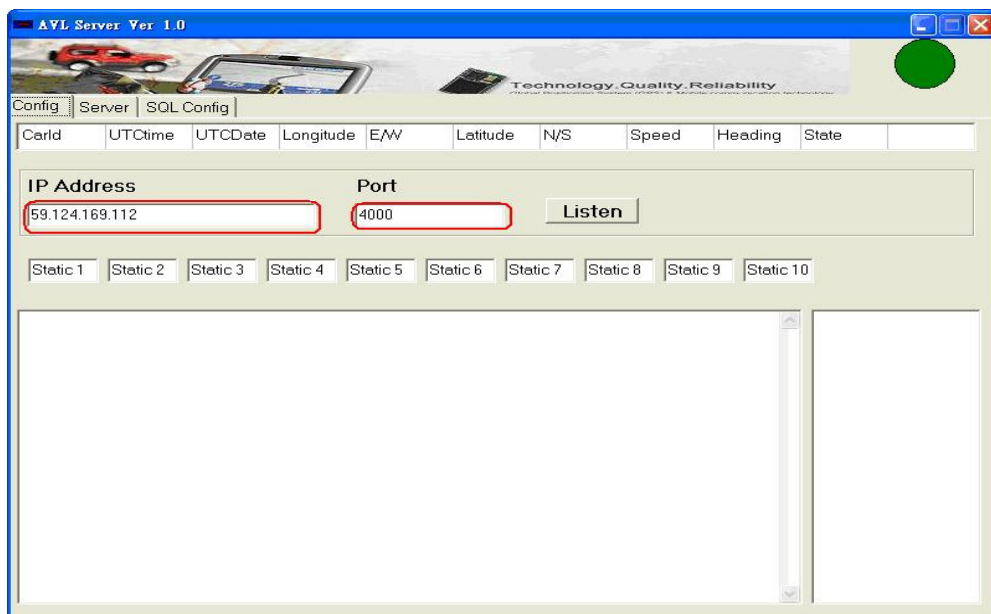 AVL Server Ver 1.0
Technology.Quality.Reliability
Config Server SQL Config
CarId UTCtime UTCDate Longitude E/W Latitude N/S Speed Heading State
IP Address Port
59.124.169.112 4000 Listen
Static 1 Static 2 Static 3 Static 4 Static 5 Static 6 Static 7 Static 8 Static 9 Static 10